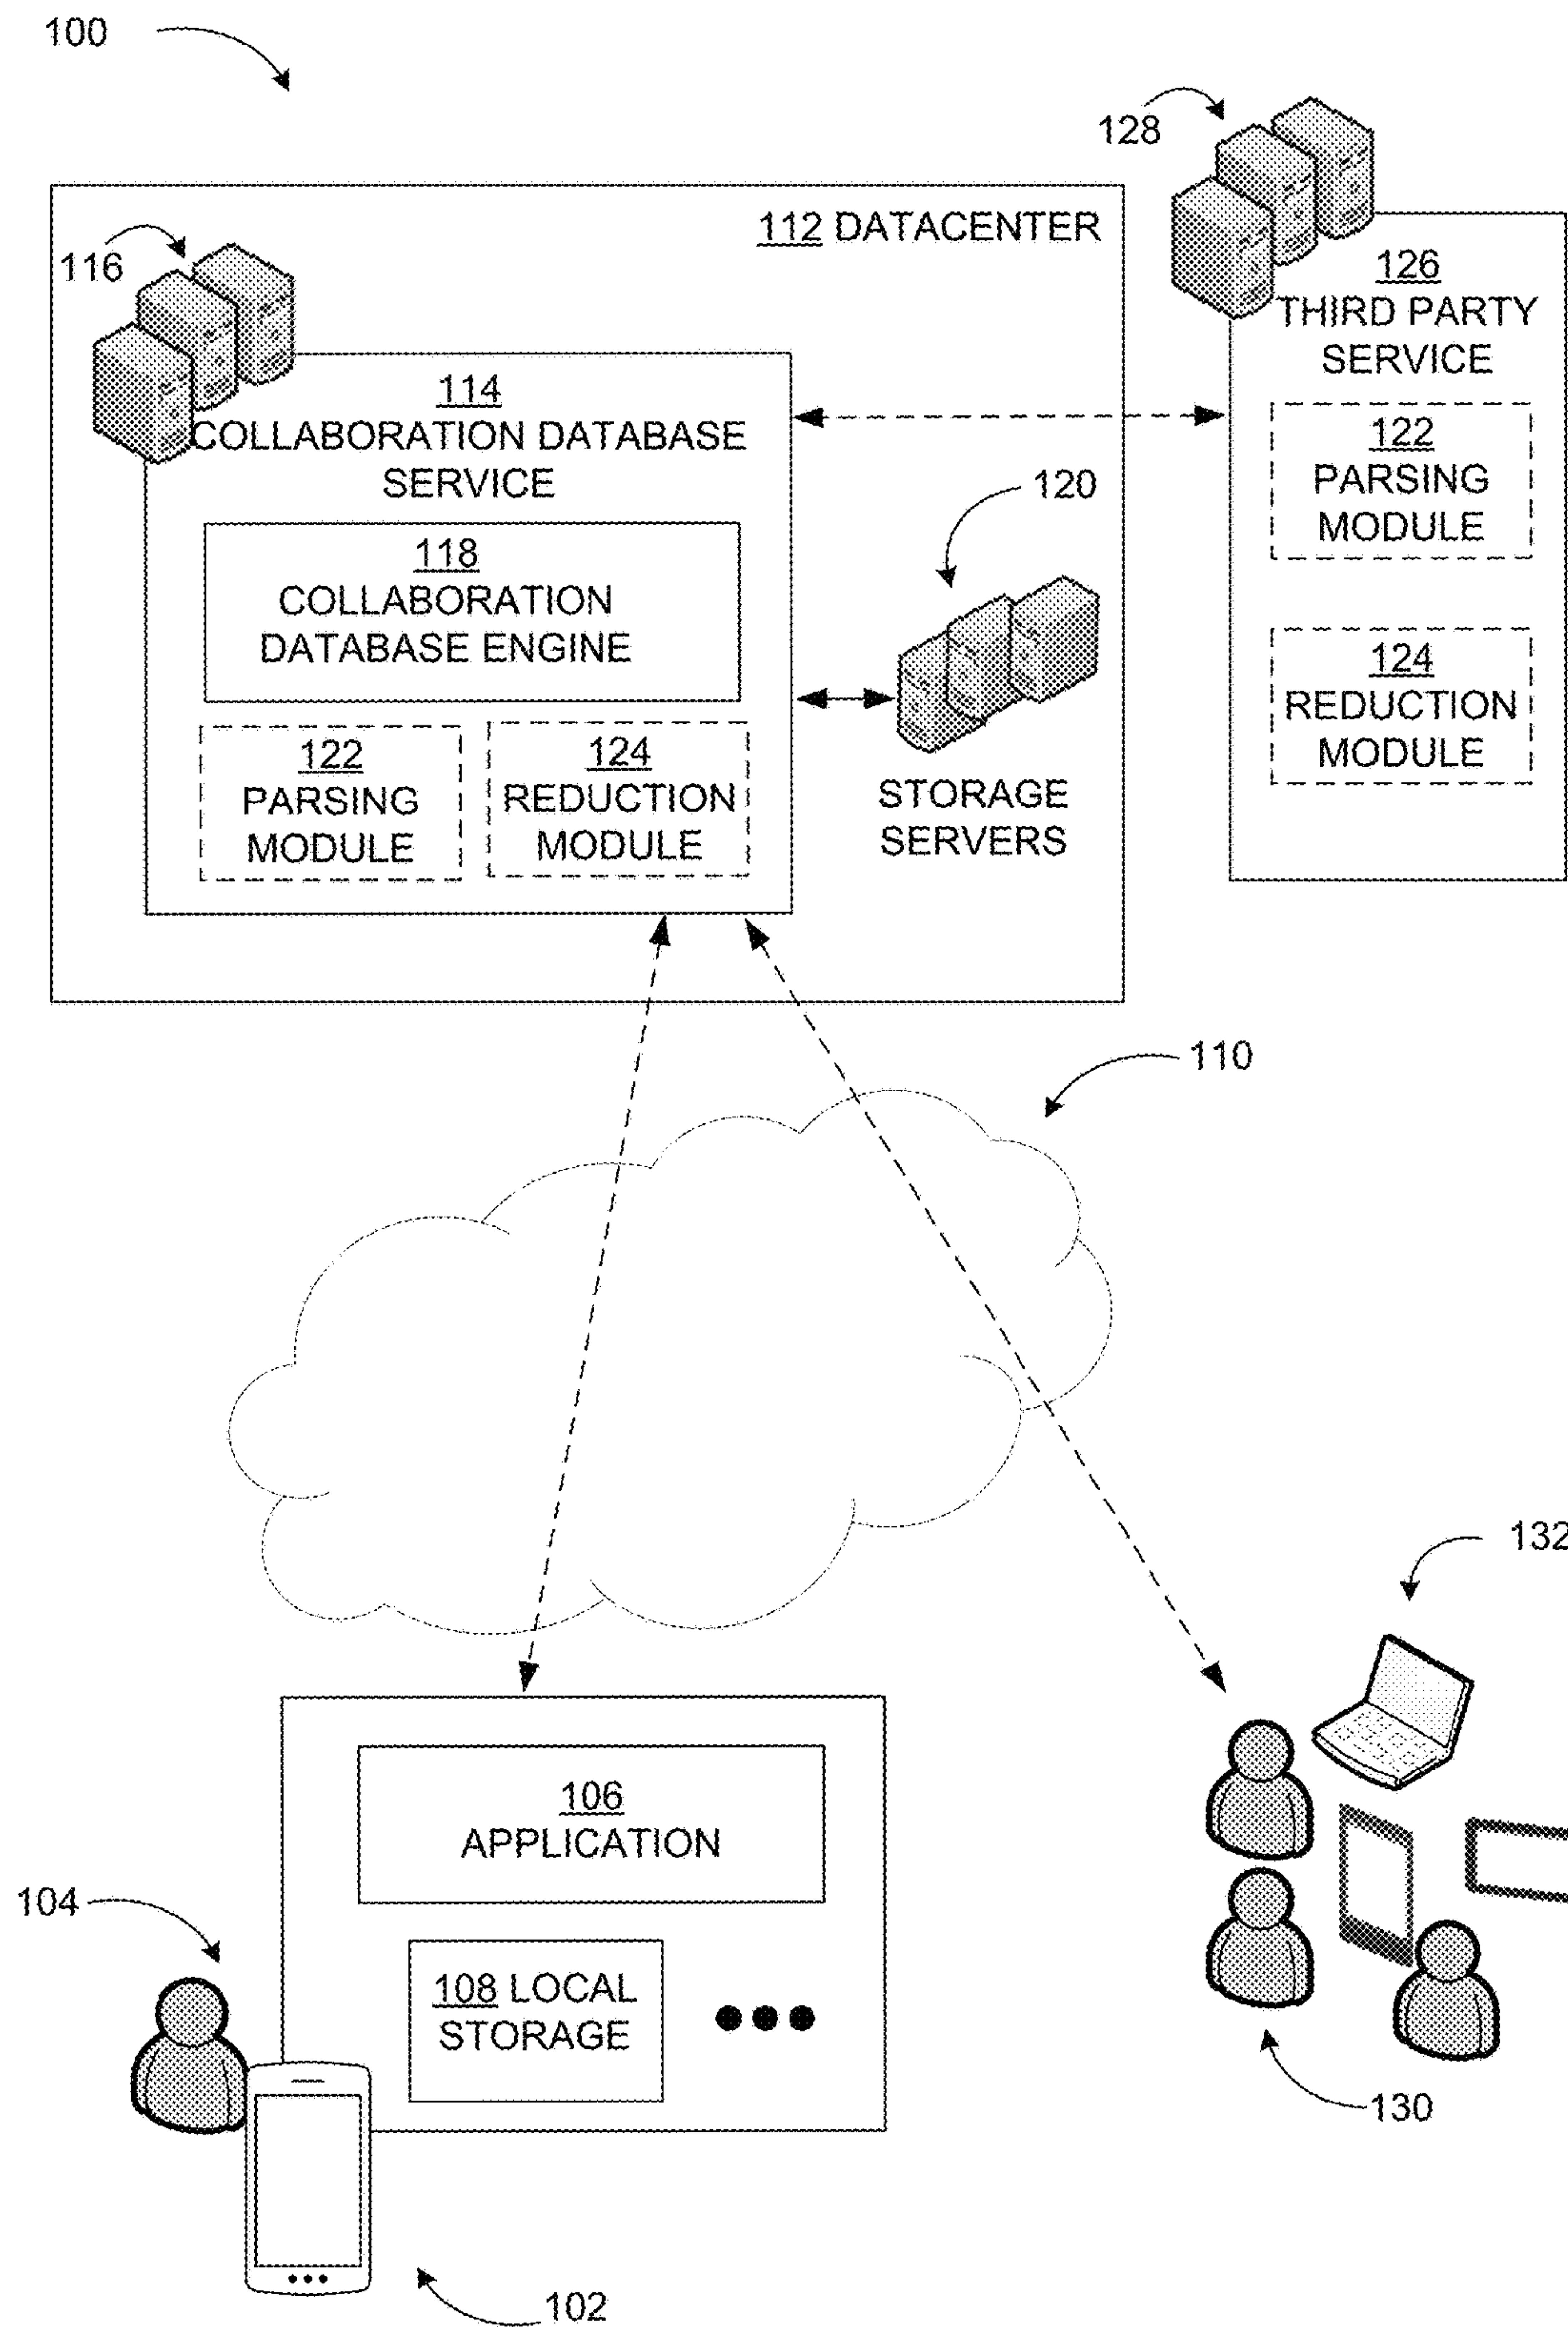 100
128
112 DATACENTER
116
126
THIRD PARTY
SERVICE
114
COLLABORATION DATABASE
SERVICE
122
PARSING
MODULE
120
118
COLLABORATION
DATABASE ENGINE
124
REDUCTION
MODULE
122
PARSING
MODULE
124
REDUCTION
MODULE
STORAGE
SERVERS
110
132
106
APPLICATION
104
108 LOCAL
STORAGE
130
102